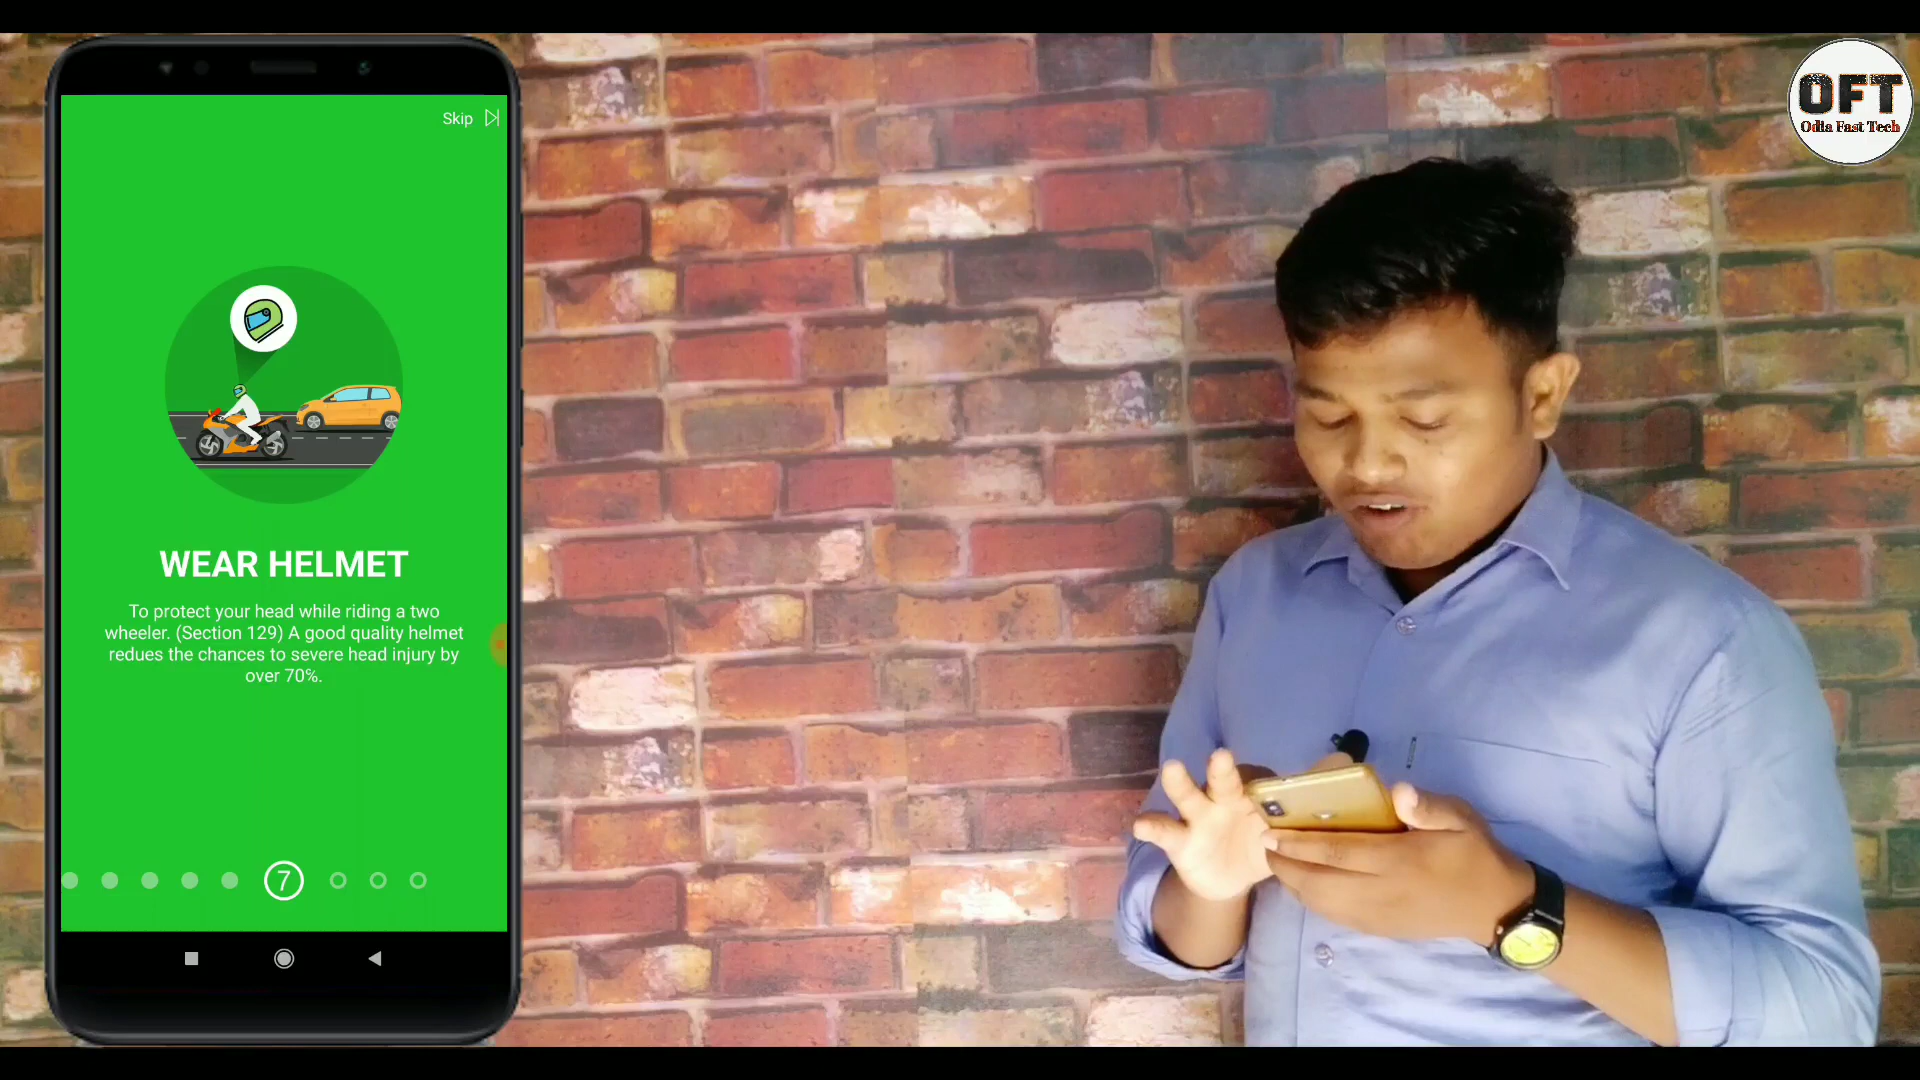 Skip
WEAR HELMET
To protect your head while riding a two
wheeler. (Section 129) A good quality helmet
redues the chances to severe head injury by
over 70%.
7
OFT
Odia Fast Tech